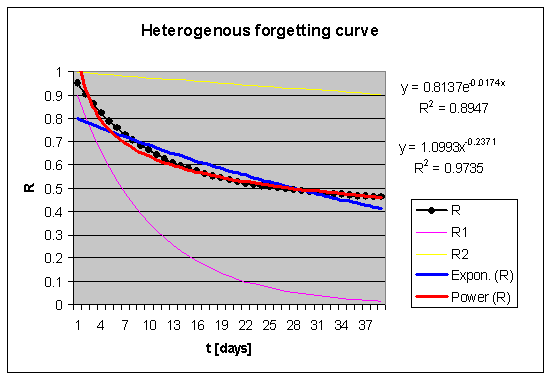 Heterogenous forgetting curve
1
0.9
0.8
0.7
0.6
0.5
0.4
0.3
0.2
0.1
0
R
1 4 7 10 13 16 19 22 25 28 31 34 37
t [days]
y = 0.8137e^-0.0174x
R² = 0.8947
y = 1.0993x^-0.2371
R² = 0.9735
R
R1
R2
Expon. (R)
Power (R)